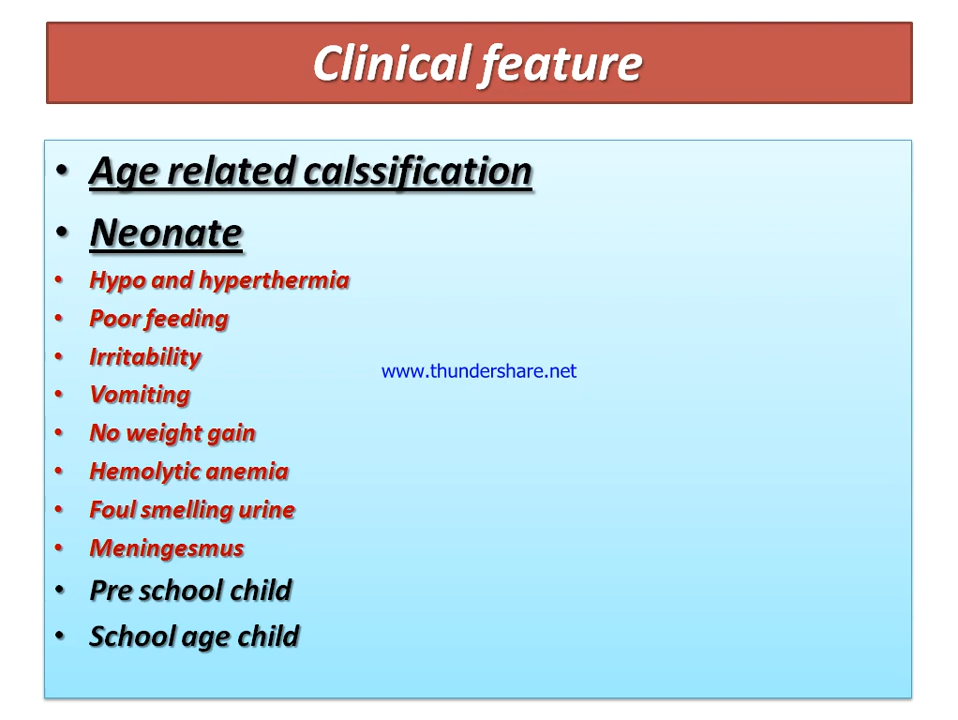 Clinical feature
• Age related calssification
• Neonate
• Hypo and hyperthermia
• Poor feeding
• Irritability
www.thundershare.net
• Vomiting
• No weight gain
• Hemolytic anemia
• Foul smelling urine
• Meningesmus
• Pre school child
• School age child